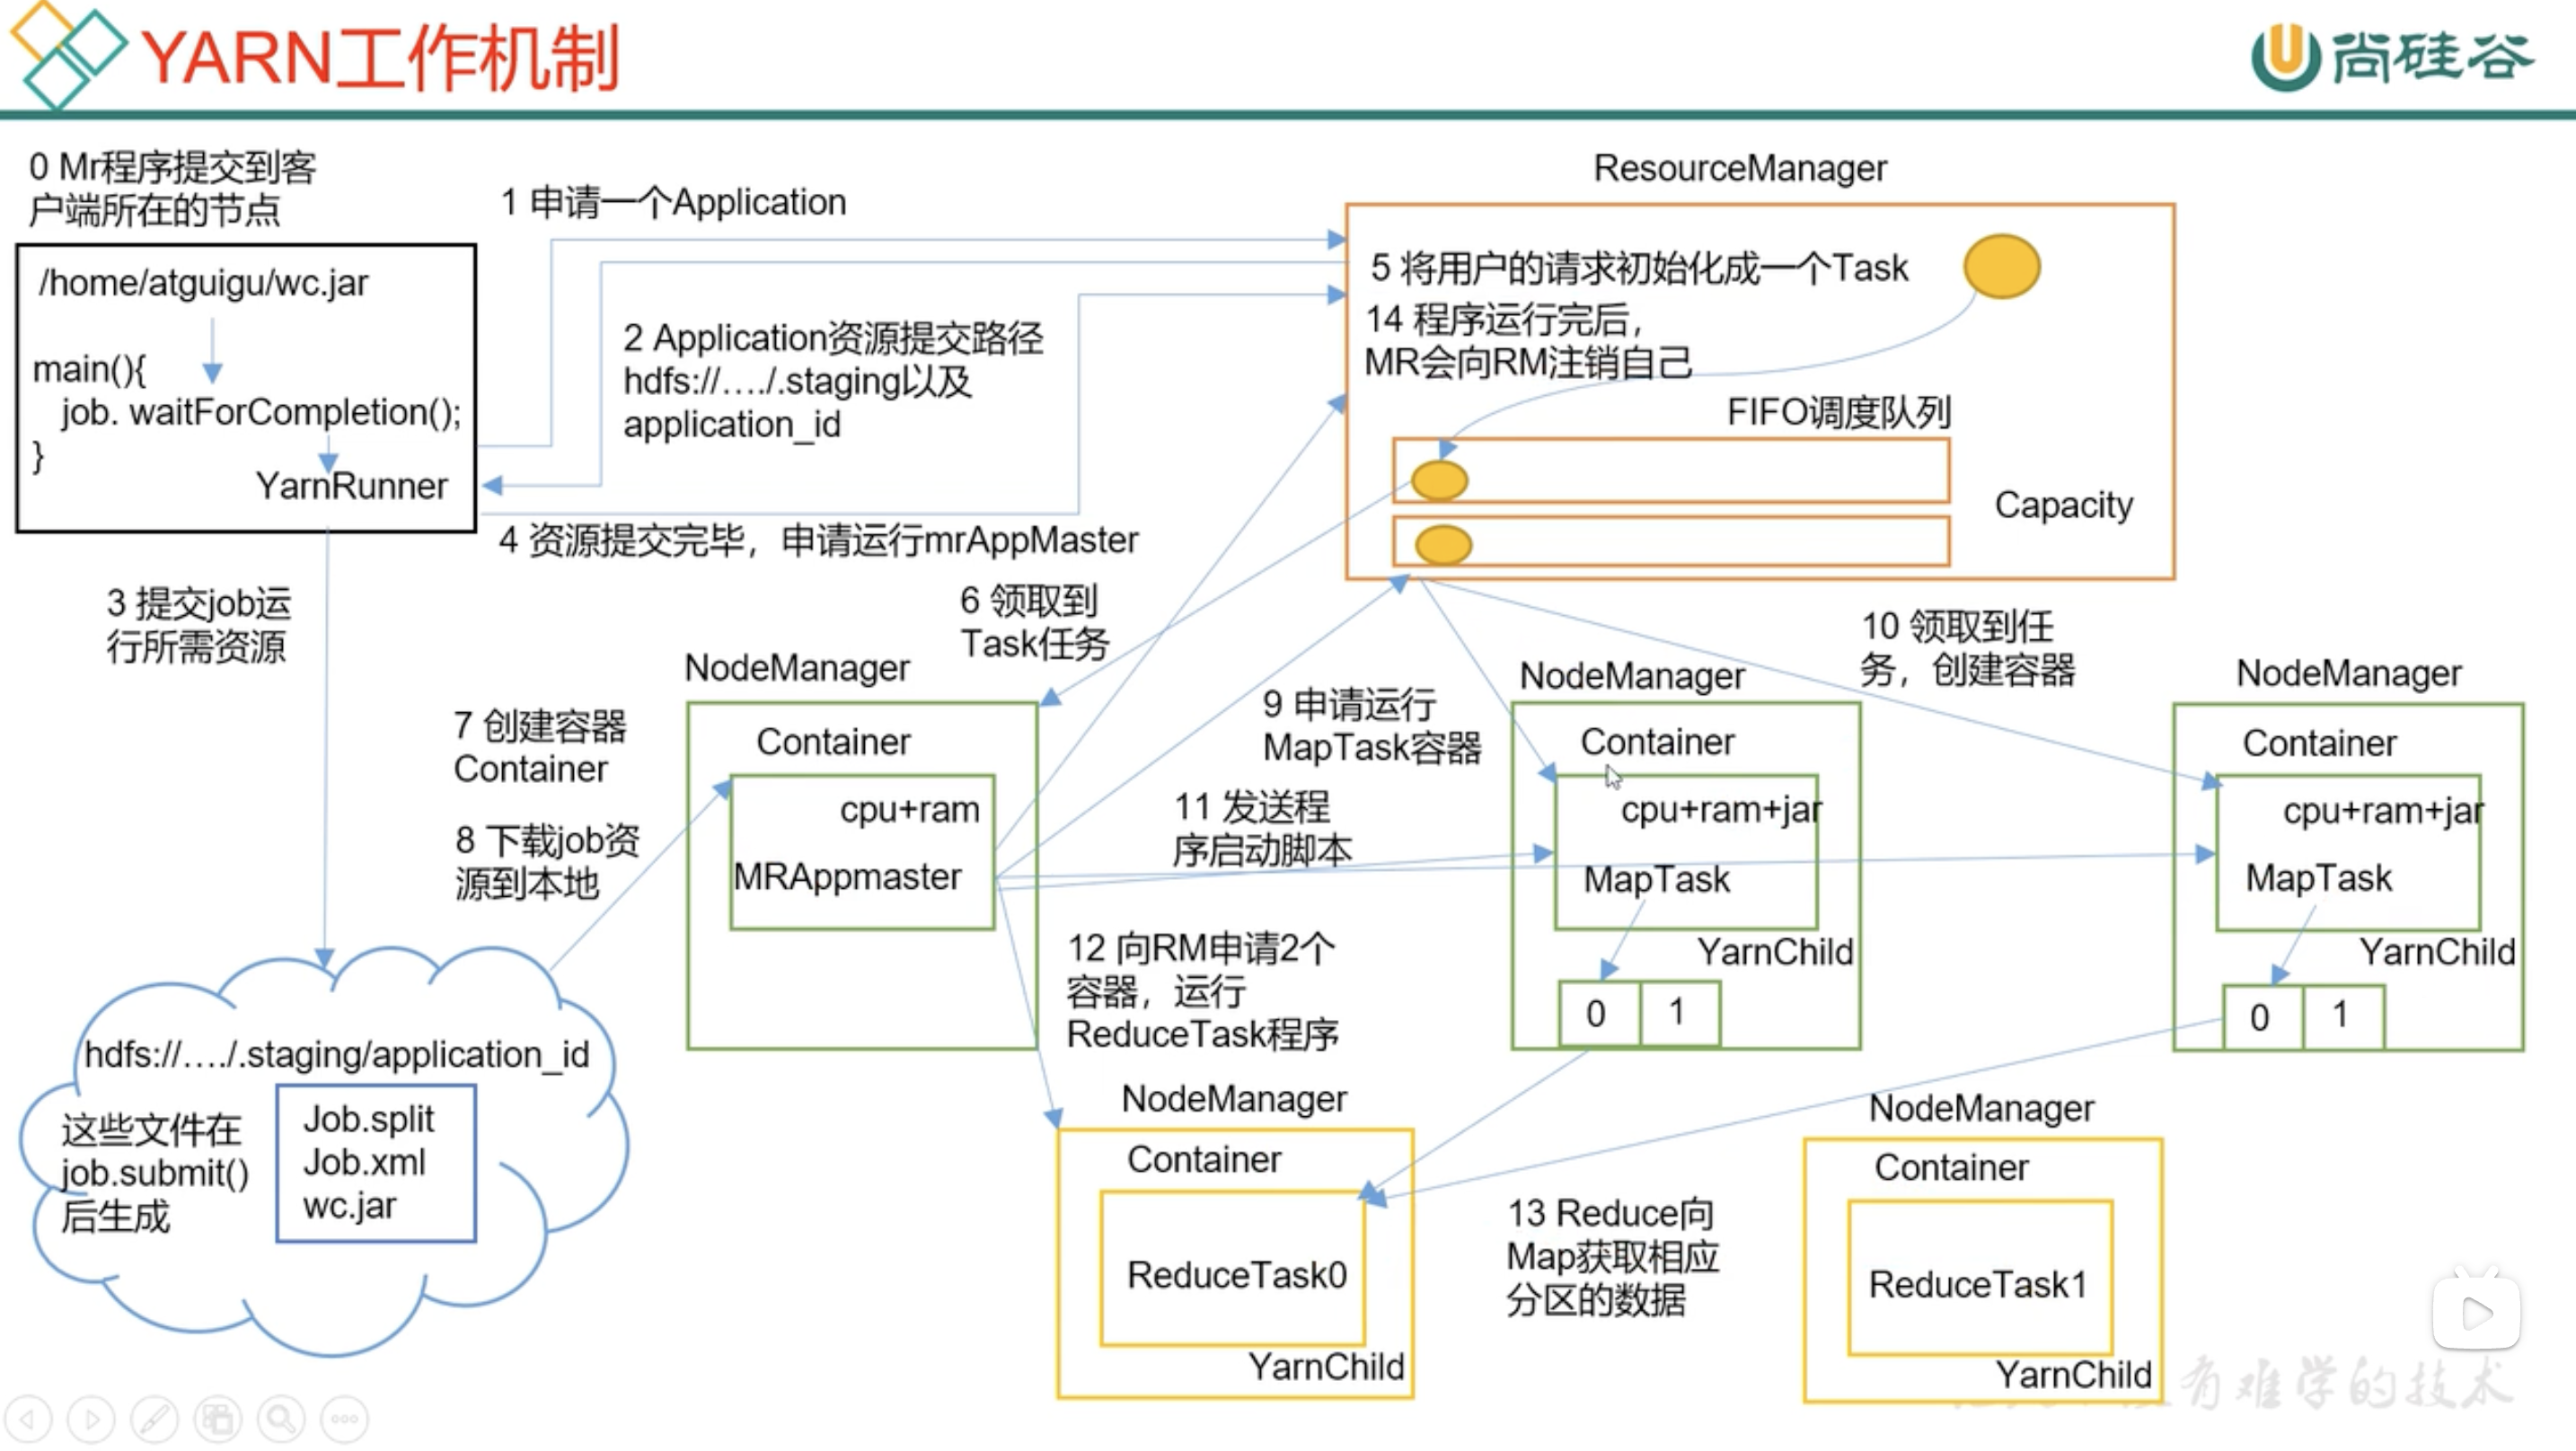 YARN工作机制
尚硅谷
0 Mr程序提交到客
户端所在的节点
/home/atguigu/wc.jar
main(){
job. waitForCompletion();
}
YarnRunner
1 申请一个Application
2 Application资源提交路径
hdfs://…./.staging以及
application_id
4 资源提交完毕，申请运行mrAppMaster
3 提交job运
行所需资源
ResourceManager
5 将用户的请求初始化成一个Task
14 程序运行完后，
MR会向RM注销自己
FIFO调度队列
Capacity
6 领取到
Task任务
7 创建容器
Container
8 下载job资
源到本地
NodeManager
Container
cpu+ram
MRAppmaster
9 申请运行
MapTask容器
10 领取到任
务，创建容器
11 发送程
序启动脚本
NodeManager
Container
cpu+ram+jar
MapTask
YarnChild
0
1
NodeManager
Container
cpu+ram+jar
MapTask
YarnChild
0
1
12 向RM申请2个
容器，运行
ReduceTask程序
hdfs://…./.staging/application_id
这些文件在
job.submit()
后生成
Job.split
Job.xml
wc.jar
NodeManager
Container
ReduceTask0
YarnChild
13 Reduce向
Map获取相应
分区的数据
NodeManager
Container
ReduceTask1
YarnChild
有难学的技术